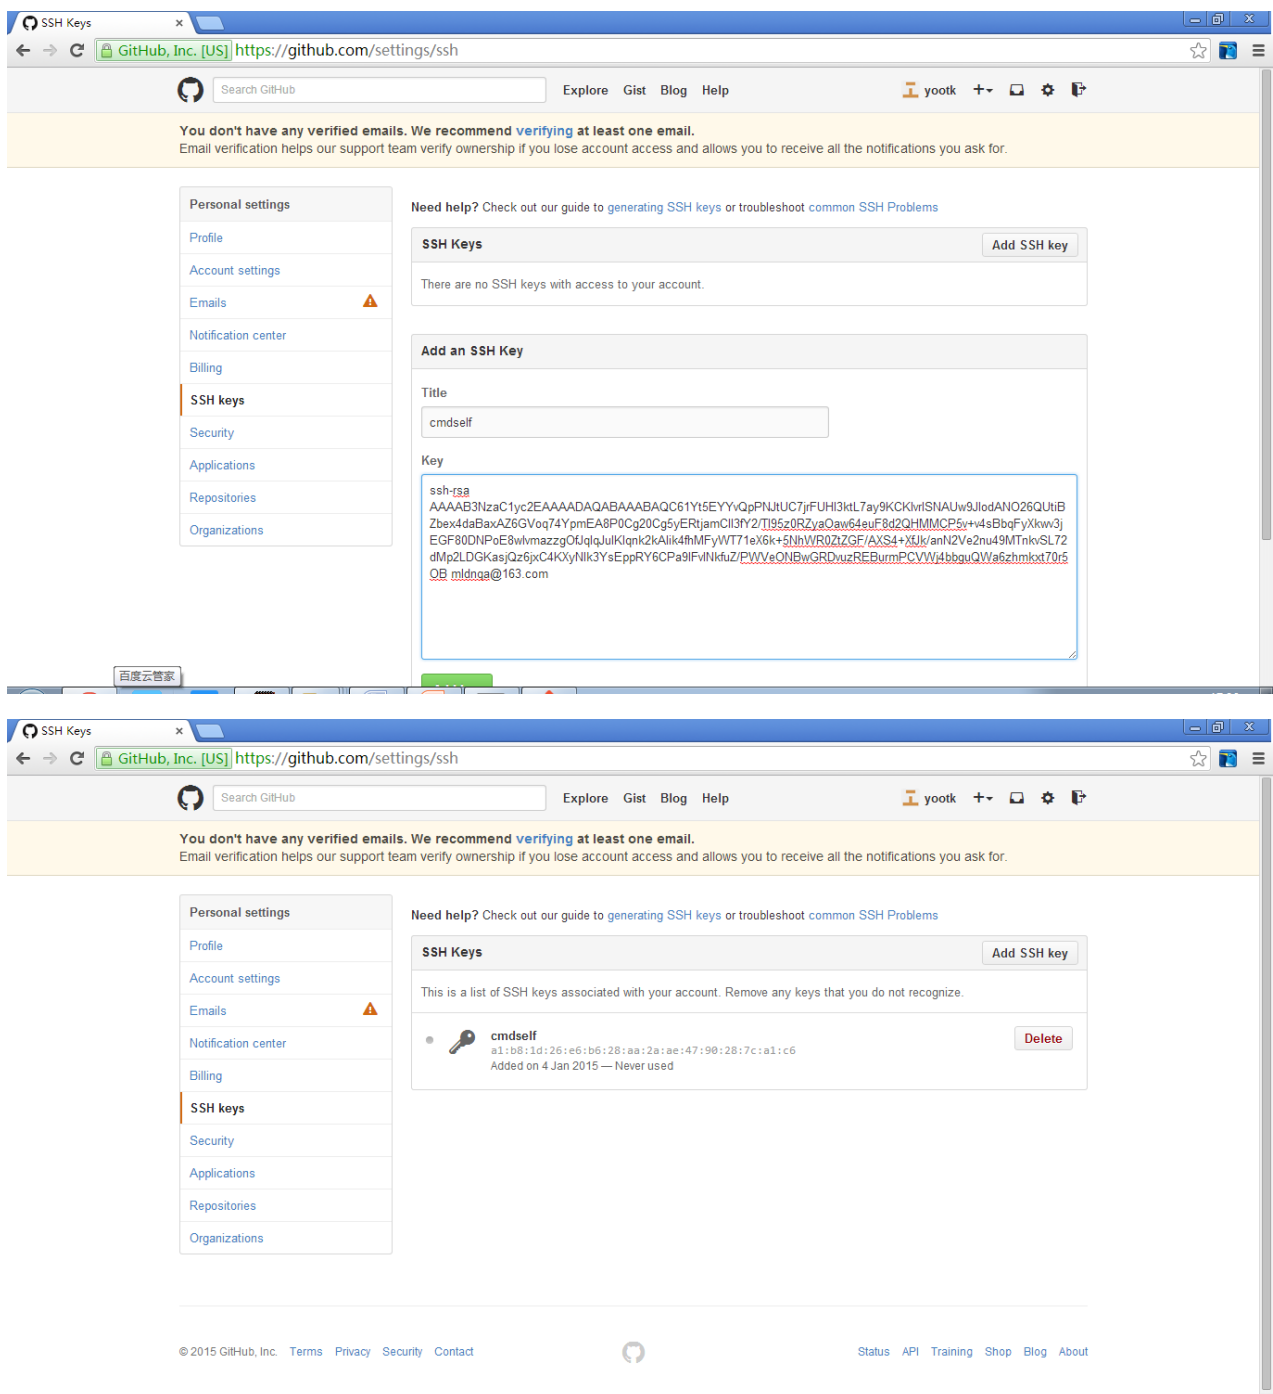 SSH Keys
GitHub, Inc. [US] https://github.com/settings/ssh
Search GitHub Explore Gist Blog Help yootk
You don't have any verified emails. We recommend verifying at least one email.
Email verification helps our support team verify ownership if you lose account access and allows you to receive all the notifications you ask for.
Personal settings
Profile
Account settings
Emails
Notification center
Billing
SSH keys
Security
Applications
Repositories
Organizations
Need help? Check out our guide to generating SSH keys or troubleshoot common SSH Problems
SSH Keys Add SSH key
There are no SSH keys with access to your account.
Add an SSH Key
Title
cmdself
Key
ssh-rsa
mldnqa@163.com
百度云管家
SSH Keys
GitHub, Inc. [US] https://github.com/settings/ssh
Search GitHub Explore Gist Blog Help yootk
You don't have any verified emails. We recommend verifying at least one email.
Email verification helps our support team verify ownership if you lose account access and allows you to receive all the notifications you ask for.
Personal settings
Profile
Account settings
Emails
Notification center
Billing
SSH keys
Security
Applications
Repositories
Organizations
Need help? Check out our guide to generating SSH keys or troubleshoot common SSH Problems
SSH Keys Add SSH key
This is a list of SSH keys associated with your account. Remove any keys that you do not recognize.
cmdself Delete
a1:b8:1d:26:e6:b6:28:aa:2a:ae:47:90:28:7c:a1:c6
Added on 4 Jan 2015 — Never used
© 2015 GitHub, Inc. Terms Privacy Security Contact Status API Training Shop Blog About